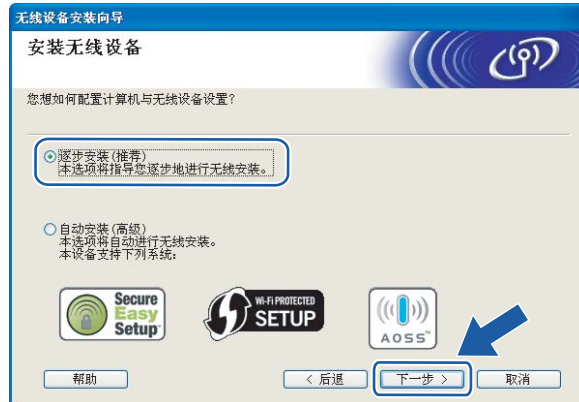 无线设备安装向导
安装无线设备
您想如何配置计算机与无线设备设置?
逐步安装(推荐)
本选项将指导您逐步地进行无线安装。
自动安装(高级)
本选项将自动进行无线安装。
本设备支持下列系统:
Secure
Easy
Setup
WI-FI PROTECTED
SETUP
AOSS™
帮助
< 后退
下一步 >
取消